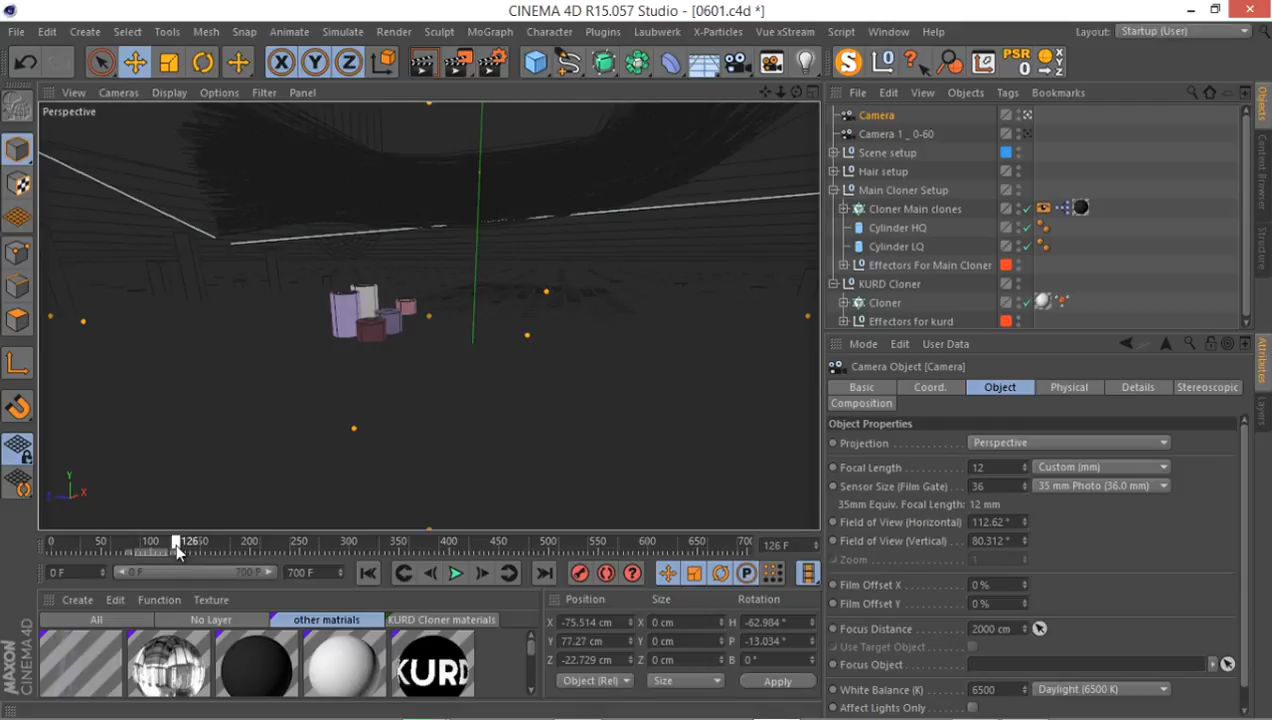 CINEMA 4D R15.057 Studio - [0601.c4d *]
File Edit Create Select Tools Mesh Snap Animate Simulate Render Sculpt MoGraph Character Plugins Laubwerk X-Particles Vue xStream Script Window Help Layout: Startup (User)
X Y Z PSR 0
View Cameras Display Options Filter Panel
File Edit View Objects Tags Bookmarks
Perspective
Camera
Camera 1 _ 0-60
Scene setup
Hair setup
Main Cloner Setup
Cloner Main clones
Cylinder HQ
Cylinder LQ
Effectors For Main Cloner
KURD Cloner
Cloner
Effectors for kurd
Objects
Content Browser
Structure
Mode Edit User Data
Camera Object [Camera]
Basic Coord. Object Physical Details Stereoscopic
Composition
Object Properties
Projection Perspective
Focal Length 12 Custom (mm)
Sensor Size (Film Gate) 36 35 mm Photo (36.0 mm)
35mm Equiv. Focal Length: 12 mm
Field of View (Horizontal) 112.62 °
Field of View (Vertical) 80.312 °
Zoom 1
Film Offset X 0 %
Film Offset Y 0 %
Focus Distance 2000 cm
Use Target Object
Focus Object
White Balance (K) 6500 Daylight (6500 K)
Affect Lights Only
Attributes
Layers
Y
Z X
0 50 100 126 50 200 250 300 350 400 450 500 550 600 650 700 126 F
0 F 0 F 700 F 700 F
Create Edit Function Texture
All No Layer other matrials KURD Cloner materials
KURD
Position Size Rotation
X -75.514 cm X 0 cm H -62.984 °
Y 77.27 cm Y 0 cm P -13.034 °
Z -22.729 cm Z 0 cm B 0 °
Object (Rel) Size Apply
MAXON
CINEMA 4D